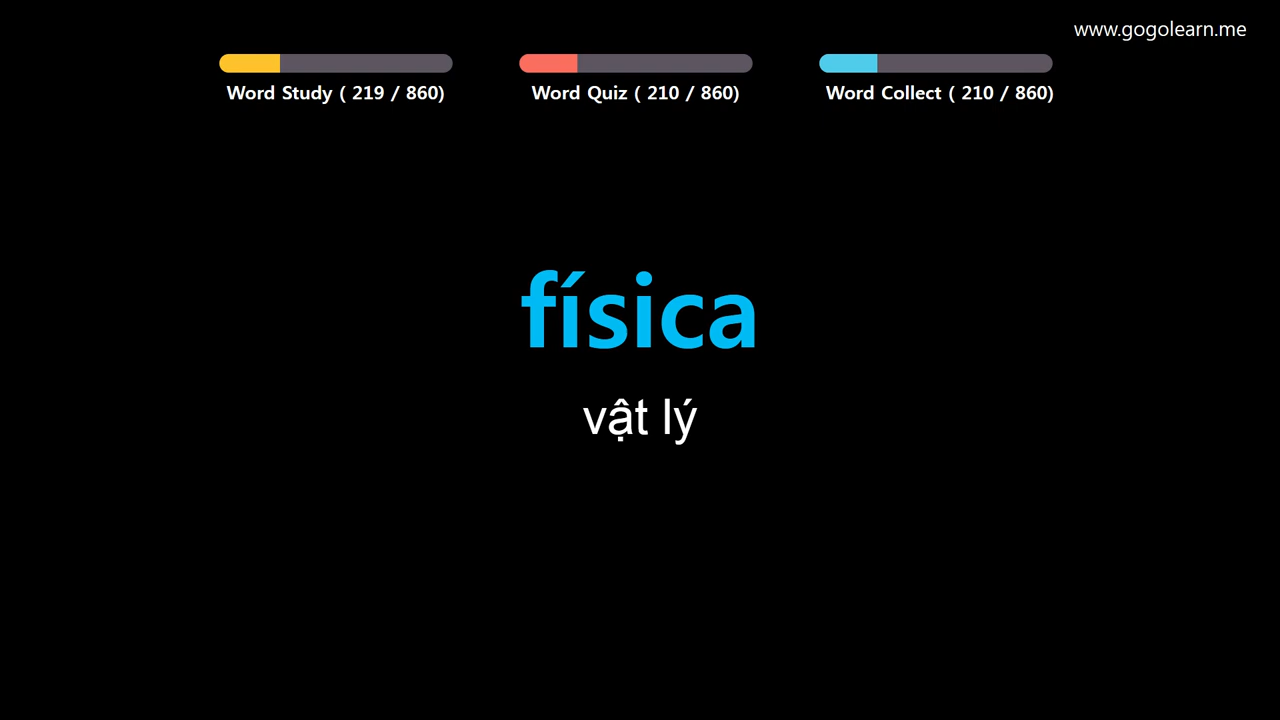 www.gogolearn.me
Word Study ( 219 / 860)
Word Quiz ( 210 / 860)
Word Collect ( 210 / 860)
física
vật lý